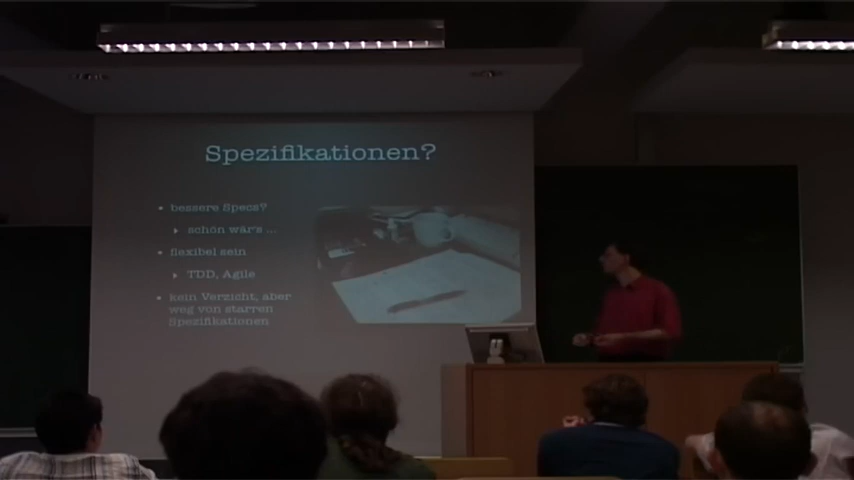 Spezifikationen?
bessere Specs?
schön wär's ...
flexibel sein
TDD, Agile
kein Verzicht, aber
weg von starren
Spezifikationen